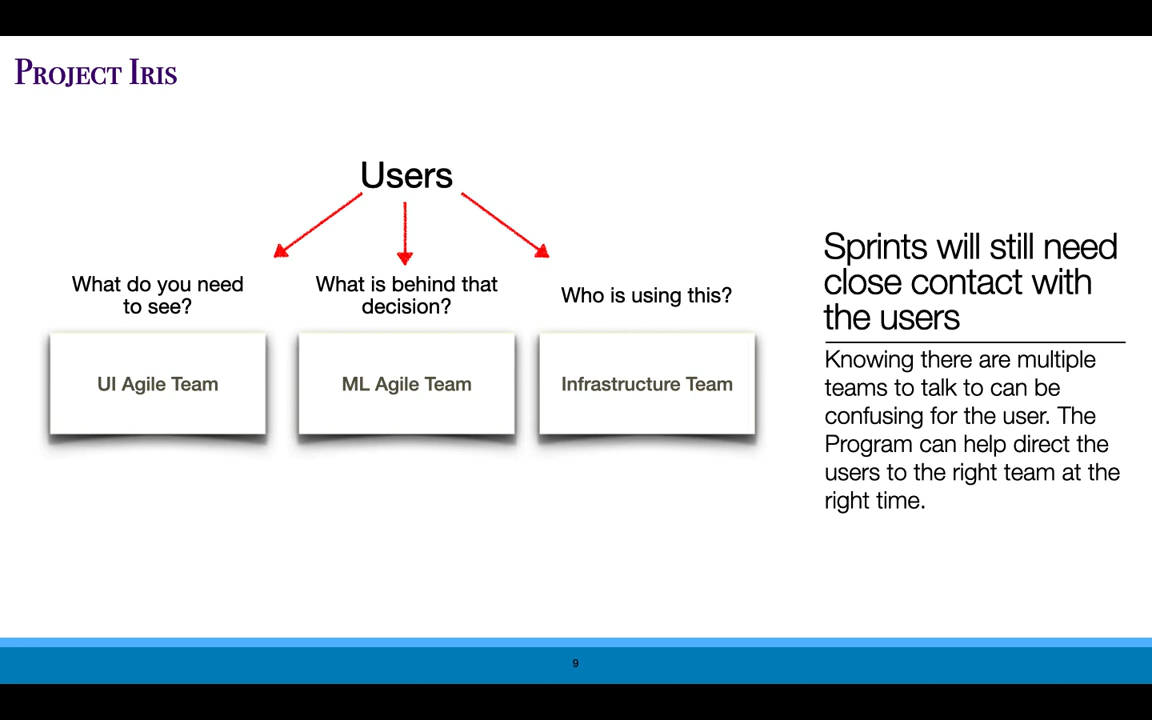 Project Iris
Users
What do you need
to see?
What is behind that
decision?
Who is using this?
UI Agile Team
ML Agile Team
Infrastructure Team
Sprints will still need
close contact with
the users
Knowing there are multiple
teams to talk to can be
confusing for the user. The
Program can help direct the
users to the right team at the
right time.
9